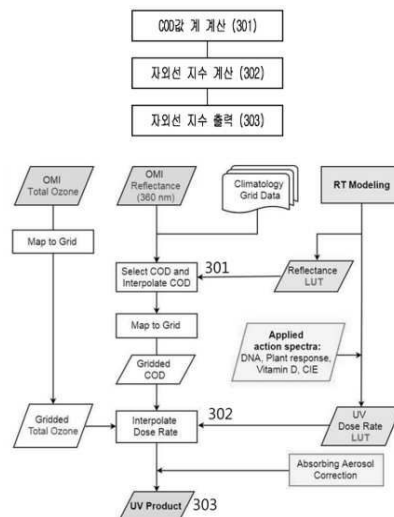 COD값 계 계산 (301)
자외선 지수 계산 (302)
자외선 지수 출력 (303)
OMI
Total Ozone
OMI
Reflectance
(360 nm)
Climatology
Grid Data
RT Modeling
Map to Grid
301
Select COD and
Interpolate COD
Reflectance
LUT
Map to Grid
Applied
action spectra:
DNA, Plant response,
Vitamin D, CIE
Gridded
COD
302
Gridded
Total Ozone
Interpolate
Dose Rate
UV
Dose Rate
LUT
Absorbing Aerosol
Correction
UV Product
303